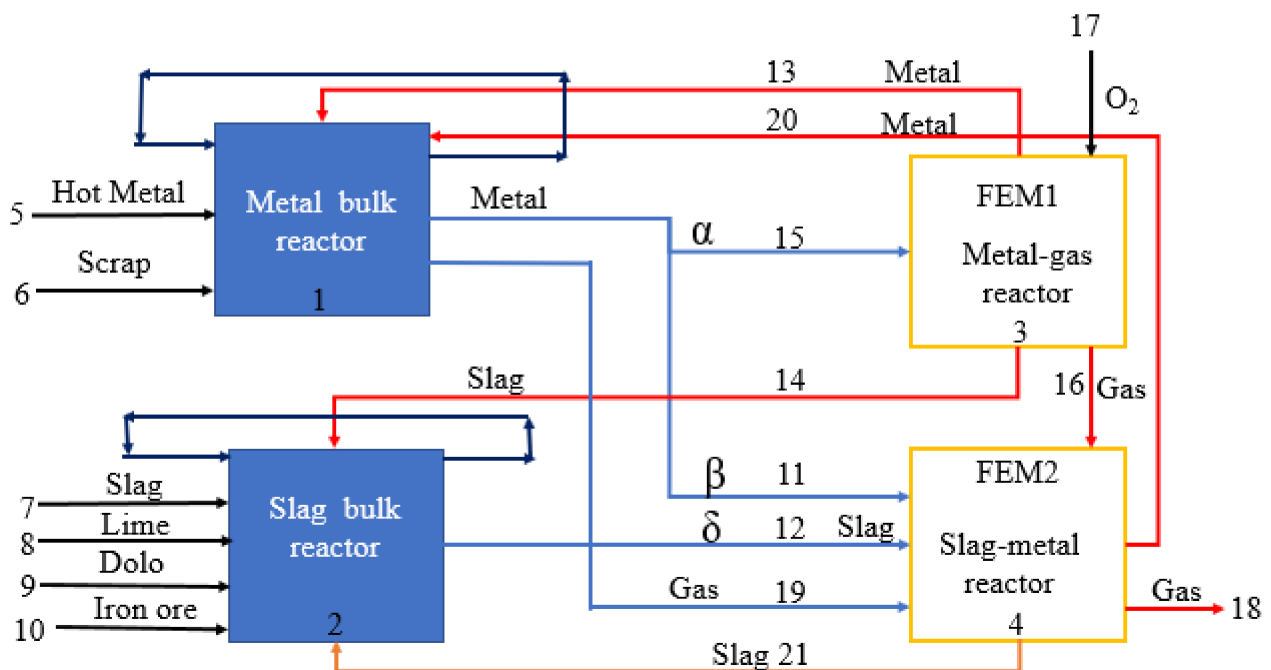 17
13 Metal
O2
20 Metal
5 Hot Metal
Metal bulk
reactor
Metal
FEM1
α 15
Metal-gas
reactor
6 Scrap
1
3
Slag 14
16 Gas
7 Slag
8 Lime
9 Dolo
10 Iron ore
Slag bulk
reactor
2
β 11
FEM2
δ 12 Slag
Slag-metal
reactor
Gas 19
4
Gas 18
Slag 21